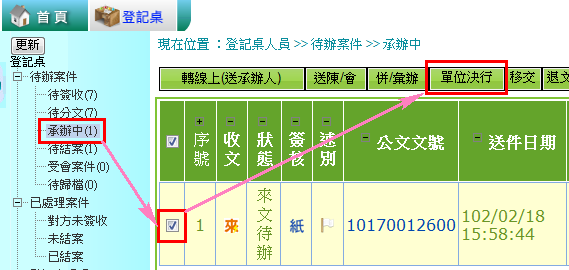 首頁 登記桌
更新
登記桌
待辦案件
待簽收(7)
待分文(7)
承辦中(1)
待結案(1)
受會案件(0)
待歸檔(0)
已處理案件
對方未簽收
未結案
已結案
現在位置 ：登記桌人員 >> 待辦案件 >> 承辦中
轉線上(送承辦人) 送陳/會 併/彙辦 單位決行 移交 退文
序號 收文 狀態 簽核 速別 公文文號 送件日期
1 來 來文待辦 紙 10170012600 102/02/18 15:58:44